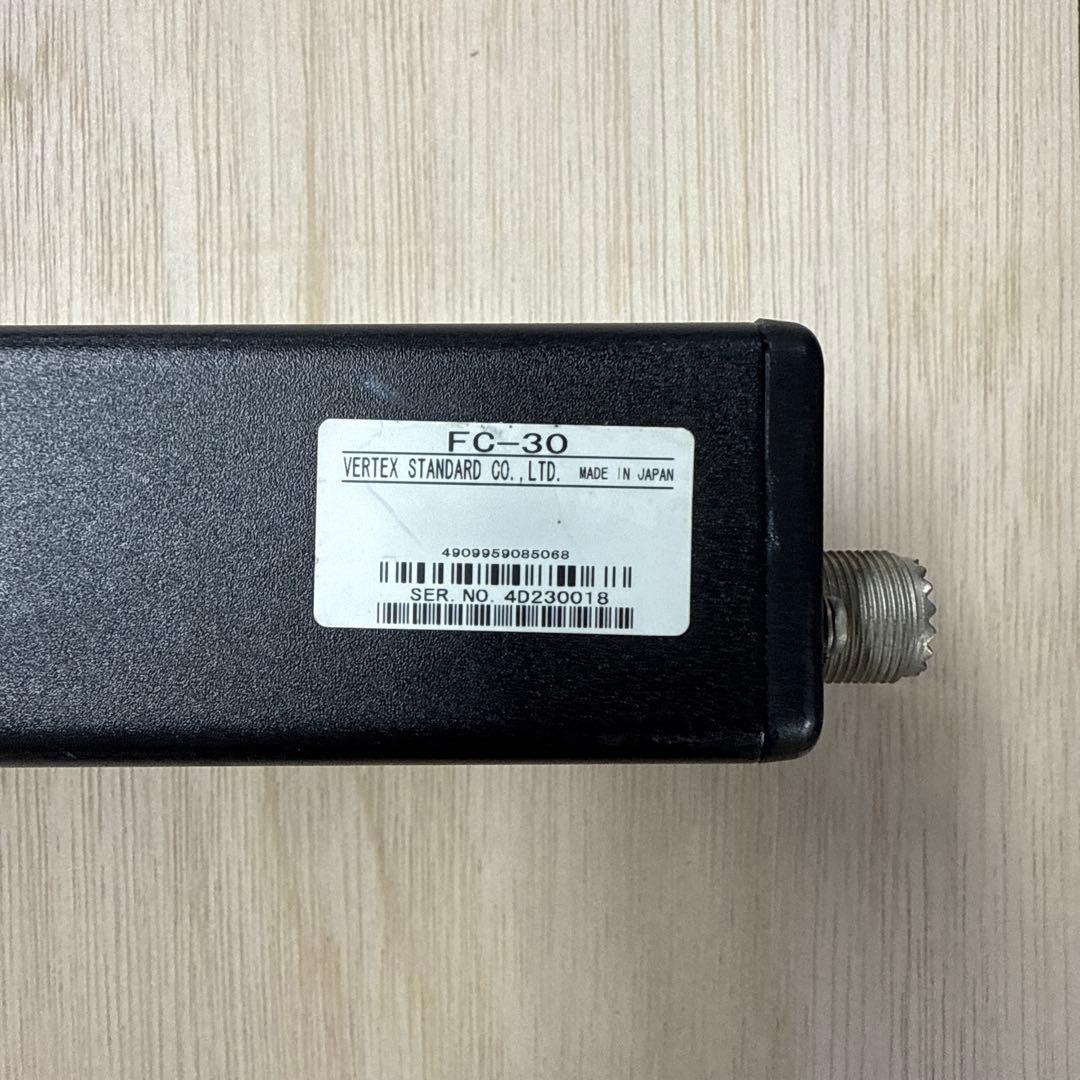 FC-30
VERTEX STANDARD CO.,LTD. MADE IN JAPAN
4909959085068
SER. NO. 4D230018